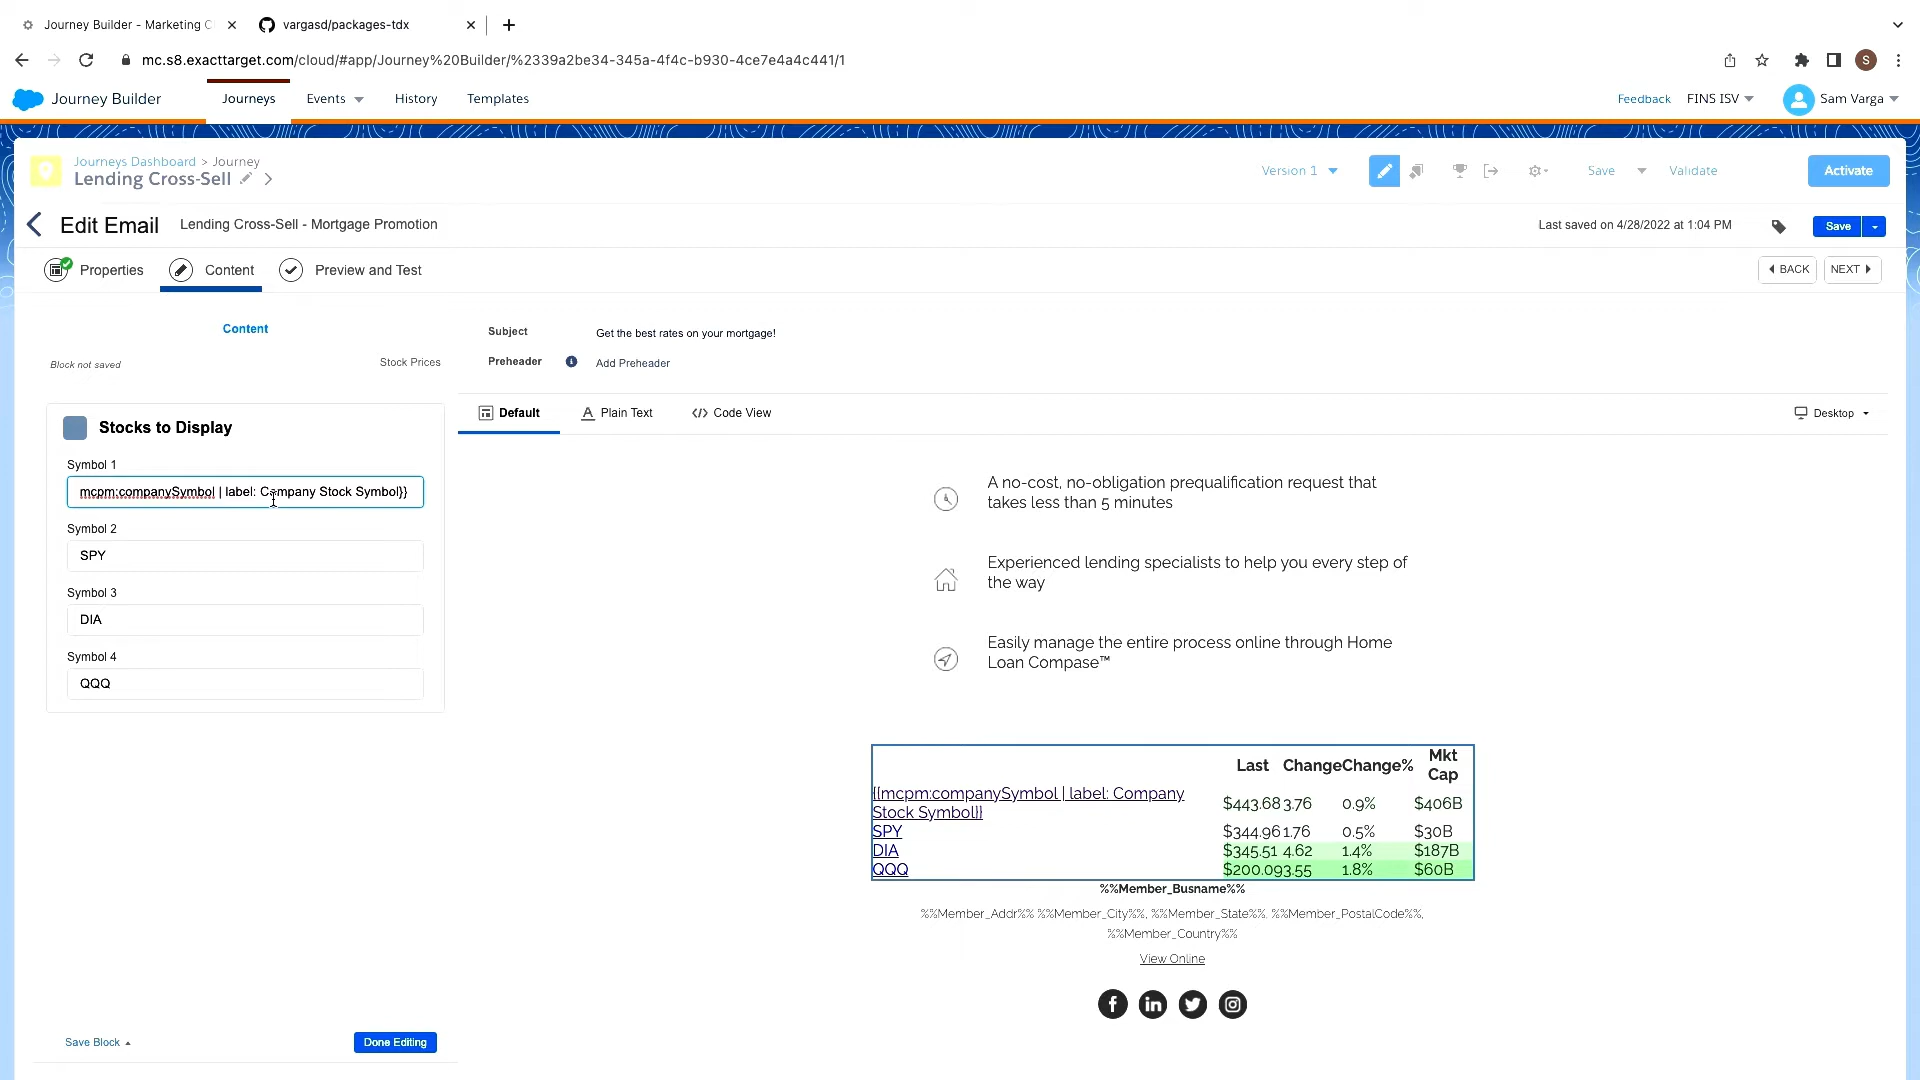 Journey Builder - Marketing C
vargasd/packages-tdx
mc.s8.exacttarget.com/cloud/#app/Journey%20Builder/%2339a2be34-345a-4f4c-b930-4ce7e4a4c441/1
S
Journey Builder
Journeys
Events
History
Templates
Feedback
FINS ISV
Sam Varga
Journeys Dashboard > Journey
Lending Cross-Sell
Version 1
Save
Validate
Activate
Edit Email
Lending Cross-Sell - Mortgage Promotion
Last saved on 4/28/2022 at 1:04 PM
Save
Properties
Content
Preview and Test
BACK
NEXT
Content
Block not saved
Stock Prices
Subject
Get the best rates on your mortgage!
Preheader
Add Preheader
Stocks to Display
Symbol 1
mcpm:companySymbol | label: Company Stock Symbol}}
Symbol 2
SPY
Symbol 3
DIA
Symbol 4
QQQ
Save Block
Done Editing
Default
Plain Text
Code View
Desktop
A no-cost, no-obligation prequalification request that
takes less than 5 minutes
Experienced lending specialists to help you every step of
the way
Easily manage the entire process online through Home
Loan Compase™
Last Change Change% Mkt
Cap
{{mcpm:companySymbol | label: Company
Stock Symbol}} $443.68 3.76 0.9% $406B
SPY $344.96 1.76 0.5% $30B
DIA $345.51 4.62 1.4% $187B
QQQ $200.09 3.55 1.8% $60B
%%Member_Busname%%
%%Member_Addr%% %%Member_City%%, %%Member_State%%, %%Member_PostalCode%%,
%%Member_Country%%
View Online